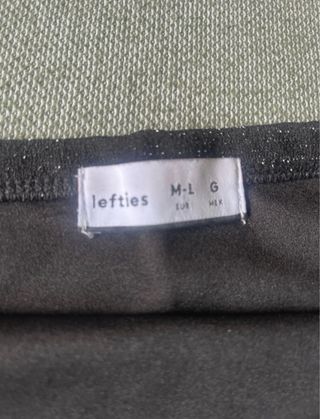 lefties M-L G
EUR MEX